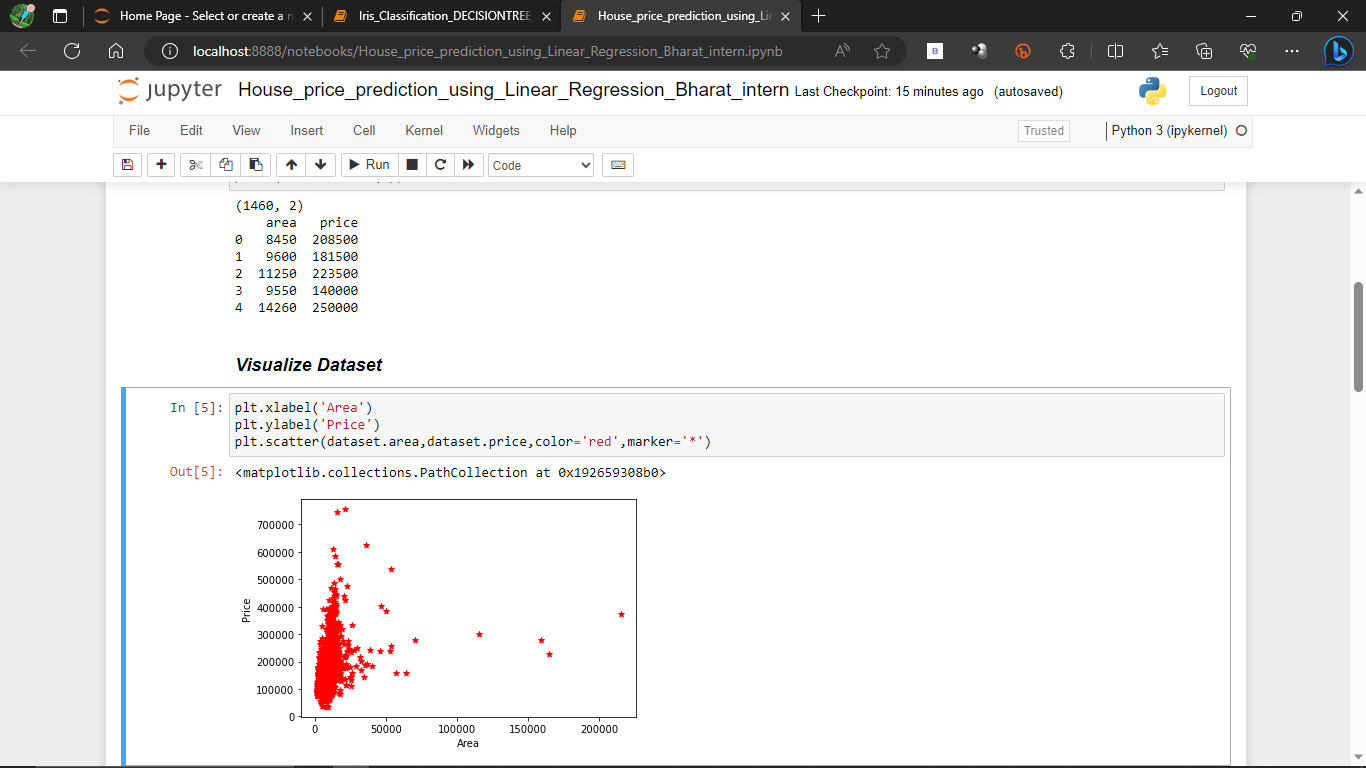 Home Page - Select or create a n
Iris_Classification_DECISIONTREE
House_price_prediction_using_Li
localhost:8888/notebooks/House_price_prediction_using_Linear_Regression_Bharat_intern.ipynb
jupyter House_price_prediction_using_Linear_Regression_Bharat_intern Last Checkpoint: 15 minutes ago (autosaved)
Logout
File Edit View Insert Cell Kernel Widgets Help
Trusted
Python 3 (ipykernel)
Run
Code
(1460, 2)
area price
0 8450 208500
1 9600 181500
2 11250 223500
3 9550 140000
4 14260 250000
Visualize Dataset
In [5]: plt.xlabel('Area')
plt.ylabel('Price')
plt.scatter(dataset.area,dataset.price,color='red',marker='*')
Out[5]: <matplotlib.collections.PathCollection at 0x192659308b0>
700000
600000
500000
400000
300000
200000
100000
0
Price
0 50000 100000 150000 200000
Area